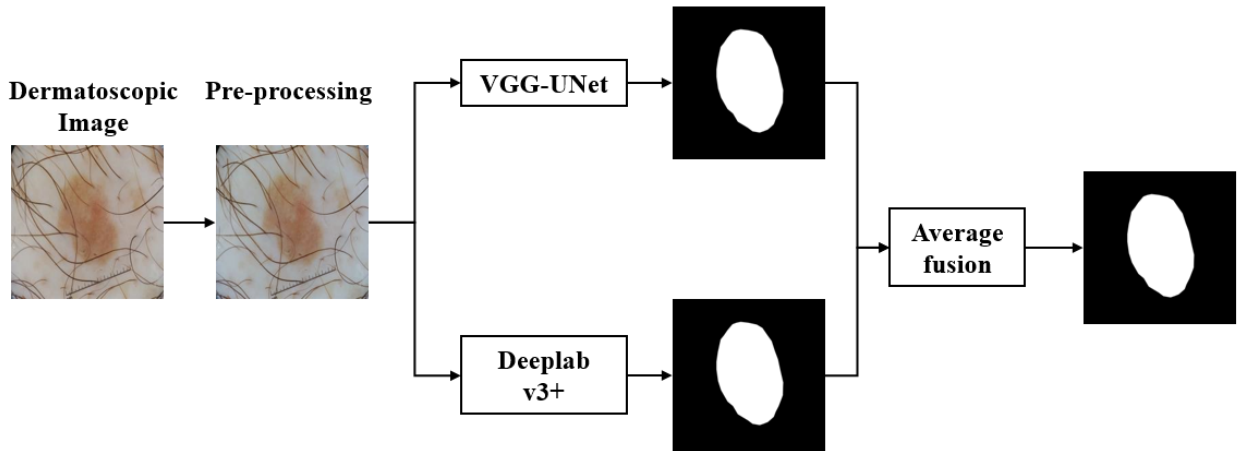 Dermatoscopic
Image
Pre-processing
VGG-UNet
Deeplab
v3+
Average
fusion